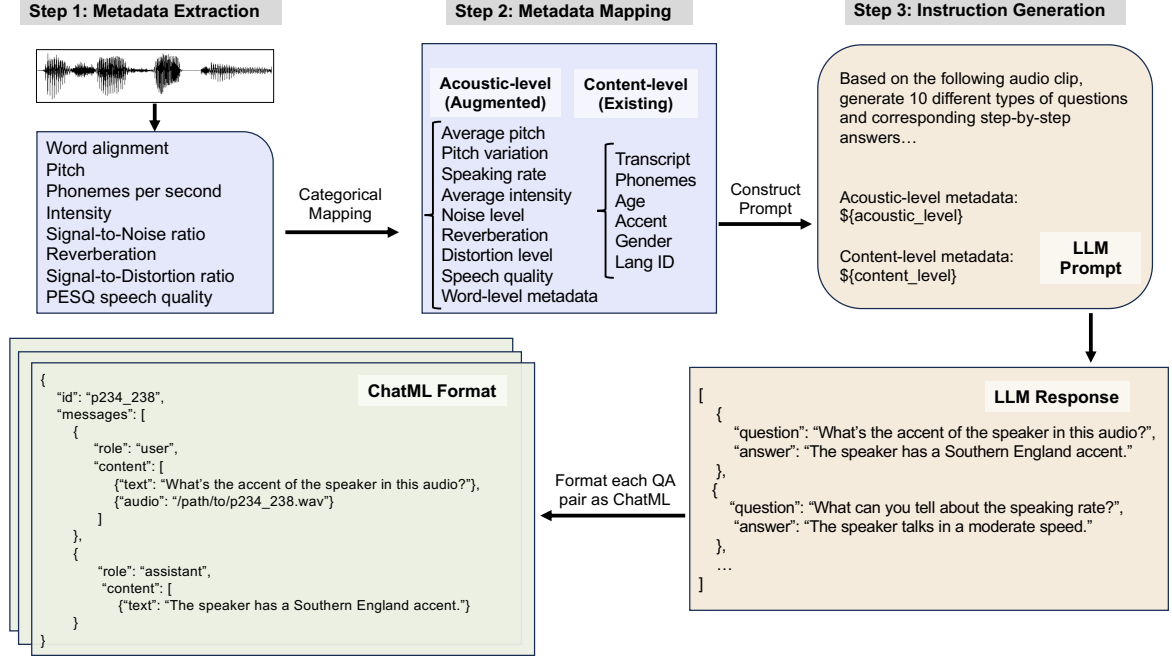 Step 1: Metadata Extraction
Word alignment
Pitch
Phonemes per second
Intensity
Signal-to-Noise ratio
Reverberation
Signal-to-Distortion ratio
PESQ speech quality
Categorical
Mapping
Step 2: Metadata Mapping
Acoustic-level
(Augmented)
Average pitch
Pitch variation
Speaking rate
Average intensity
Noise level
Reverberation
Distortion level
Speech quality
Word-level metadata
Content-level
(Existing)
Transcript
Phonemes
Age
Accent
Gender
Lang ID
Construct
Prompt
Step 3: Instruction Generation
Based on the following audio clip,
generate 10 different types of questions
and corresponding step-by-step
answers…
Acoustic-level metadata:
${acoustic_level}
Content-level metadata:
${content_level}
LLM
Prompt
LLM Response
[
{
“question”: “What’s the accent of the speaker in this audio?”,
“answer”: “The speaker has a Southern England accent.”
},
{
“question”: “What can you tell about the speaking rate?”,
“answer”: “The speaker talks in a moderate speed.”
},
…
]
Format each QA
pair as ChatML
ChatML Format
{
“id”: “p234_238”,
“messages”: [
{
“role”: “user”,
“content”: [
{“text”: “What’s the accent of the speaker in this audio?”},
{“audio”: “/path/to/p234_238.wav”}
]
},
{
“role”: “assistant”,
“content”: [
{“text”: “The speaker has a Southern England accent.”}
}
}